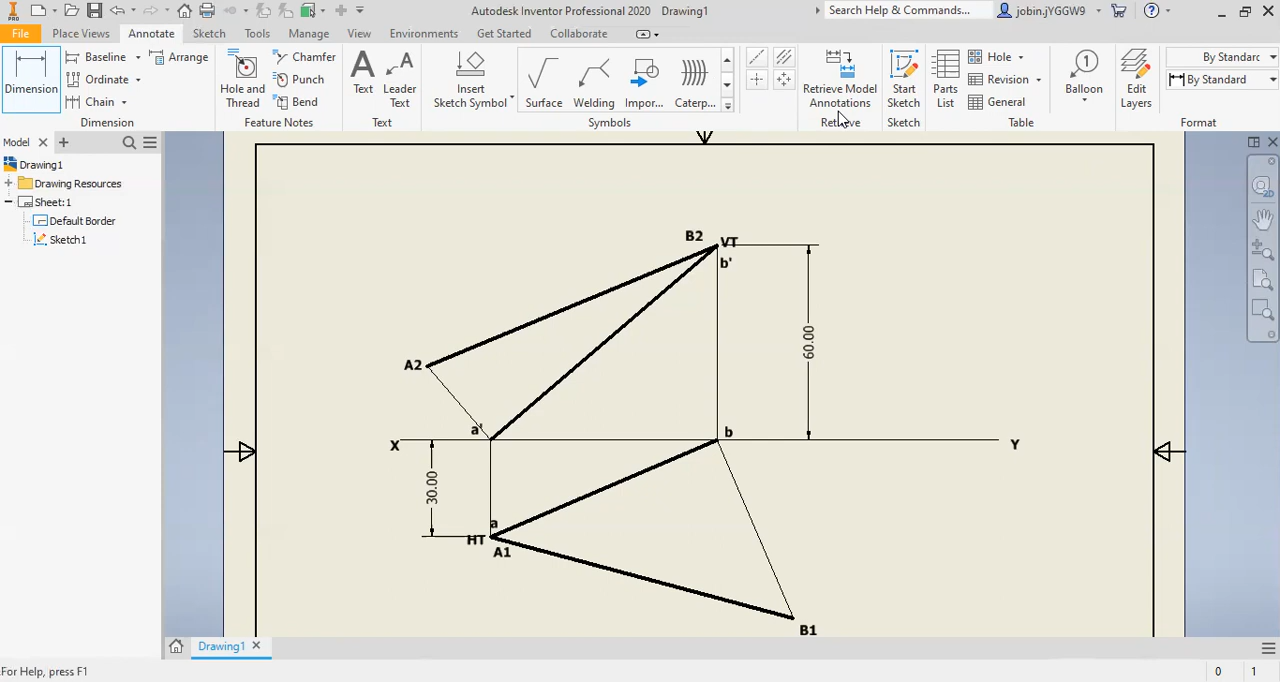 PRO
Autodesk Inventor Professional 2020 Drawing1
Search Help & Commands...
jobin.jYGGW9
File Place Views Annotate Sketch Tools Manage View Environments Get Started Collaborate
Dimension
Baseline
Ordinate
Chain
Arrange
Dimension
Hole and
Thread
Chamfer
Punch
Bend
Feature Notes
Text
Leader
Text
Text
Insert
Sketch Symbol
Surface
Welding
Impor...
Caterp...
Symbols
Retrieve Model
Annotations
Retrieve
Start
Sketch
Sketch
Parts
List
Hole
Revision
General
Table
Balloon
Edit
Layers
By Standard
By Standard
Format
Model
Drawing1
Drawing Resources
Sheet:1
Default Border
Sketch1
2D
B2
VT
b'
60.00
A2
a'
b
X
Y
30.00
a
HT
A1
B1
Drawing1
For Help, press F1
0
1